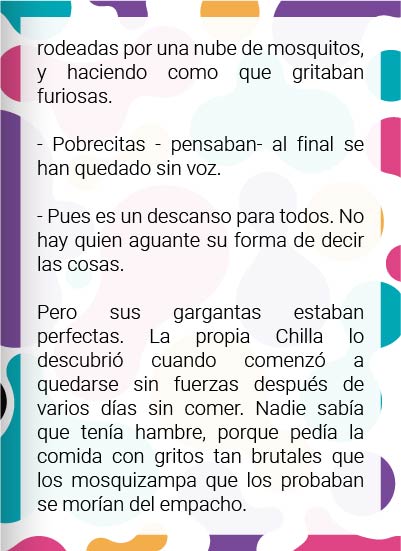 rodeadas por una nube de mosquitos,
y haciendo como que gritaban
furiosas.
- Pobrecitas - pensaban- al final se
han quedado sin voz.
- Pues es un descanso para todos. No
hay quien aguante su forma de decir
las cosas.
Pero sus gargantas estaban
perfectas. La propia Chilla lo
descubrió cuando comenzó a
quedarse sin fuerzas después de
varios días sin comer. Nadie sabía
que tenía hambre, porque pedía la
comida con gritos tan brutales que
los mosquizampa que los probaban
se morían del empacho.